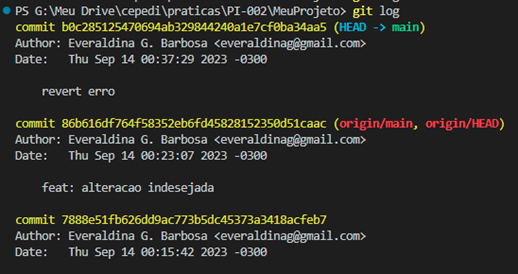 PS G:\Meu Drive\cepedi\praticas\PI-002\MeuProjeto> git log
commit b0c285125470694ab329844240a1e7cf0ba34aa5 (HEAD -> main)
Author: Everaldina G. Barbosa <everaldinag@gmail.com>
Date:   Thu Sep 14 00:37:29 2023 -0300
revert erro
commit 86b616df764f58352eb6fd45828152350d51caac (origin/main, origin/HEAD)
Author: Everaldina G. Barbosa <everaldinag@gmail.com>
Date:   Thu Sep 14 00:23:07 2023 -0300
feat: alteracao indesejada
commit 7888e51fb626dd9ac773b5dc45373a3418acfeb7
Author: Everaldina G. Barbosa <everaldinag@gmail.com>
Date:   Thu Sep 14 00:15:42 2023 -0300